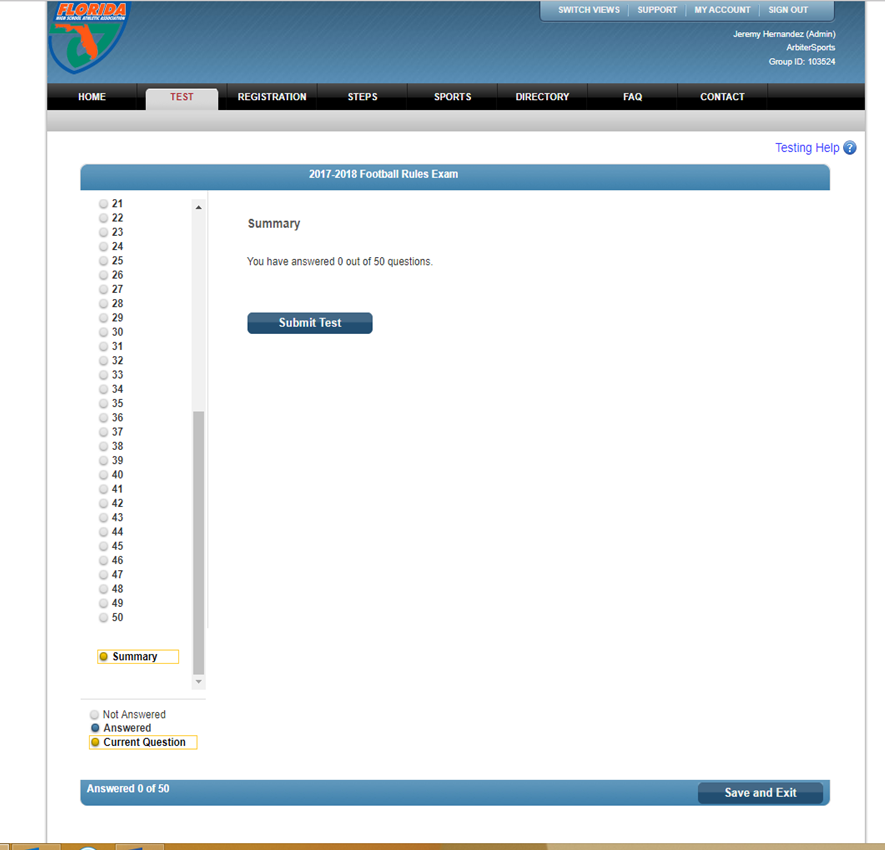 FLORIDA
HIGH SCHOOL ATHLETIC ASSOCIATION
SWITCH VIEWS SUPPORT MY ACCOUNT SIGN OUT
Jeremy Hernandez (Admin)
ArbiterSports
Group ID: 103524
HOME TEST REGISTRATION STEPS SPORTS DIRECTORY FAQ CONTACT
Testing Help ?
2017-2018 Football Rules Exam
21
22
23
24
25
26
27
28
29
30
31
32
33
34
35
36
37
38
39
40
41
42
43
44
45
46
47
48
49
50
Summary
Summary
You have answered 0 out of 50 questions.
Submit Test
Not Answered
Answered
Current Question
Answered 0 of 50
Save and Exit